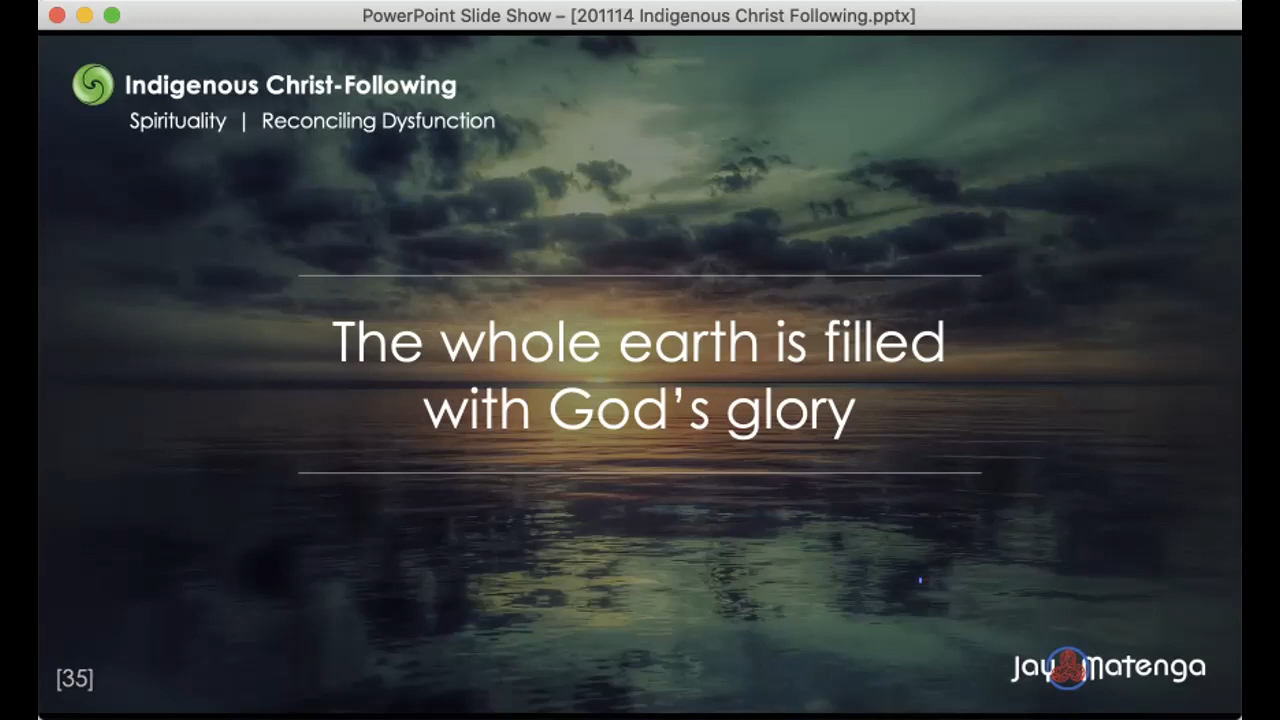 PowerPoint Slide Show – [201114 Indigenous Christ Following.pptx]
Indigenous Christ-Following
Spirituality | Reconciling Dysfunction
The whole earth is filled
with God’s glory
[35]
Jay Matenga